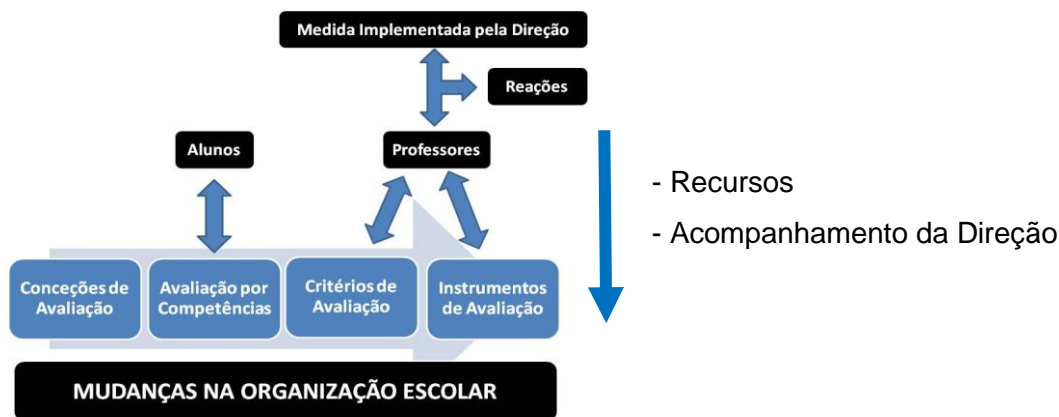 Medida Implementada pela Direção
Reações
Alunos
Professores
- Recursos
- Acompanhamento da Direção
Conceções de
Avaliação
Avaliação por
Competências
Critérios de
Avaliação
Instrumentos
de Avaliação
MUDANÇAS NA ORGANIZAÇÃO ESCOLAR